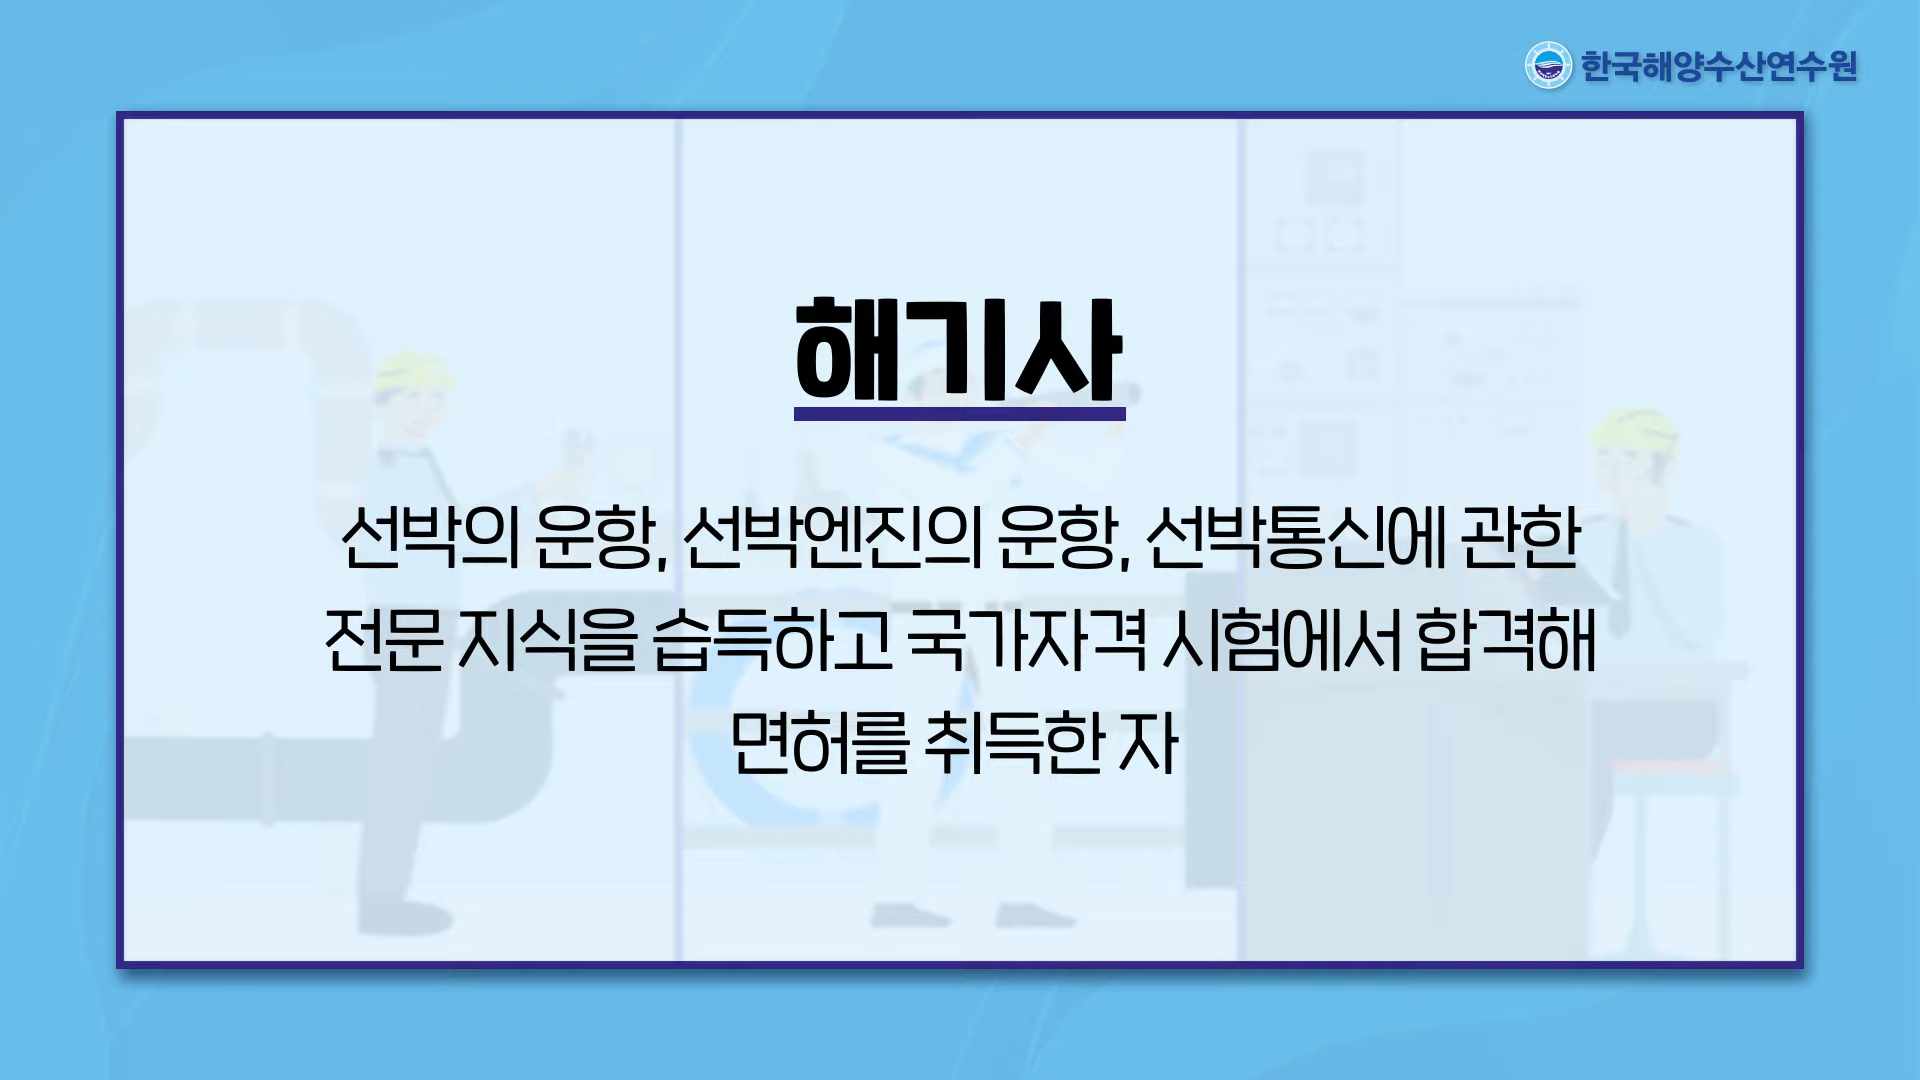 한국해양수산연수원
해기사
선박의 운항, 선박엔진의 운항, 선박통신에 관한
전문 지식을 습득하고 국가자격 시험에서 합격해
면허를 취득한 자